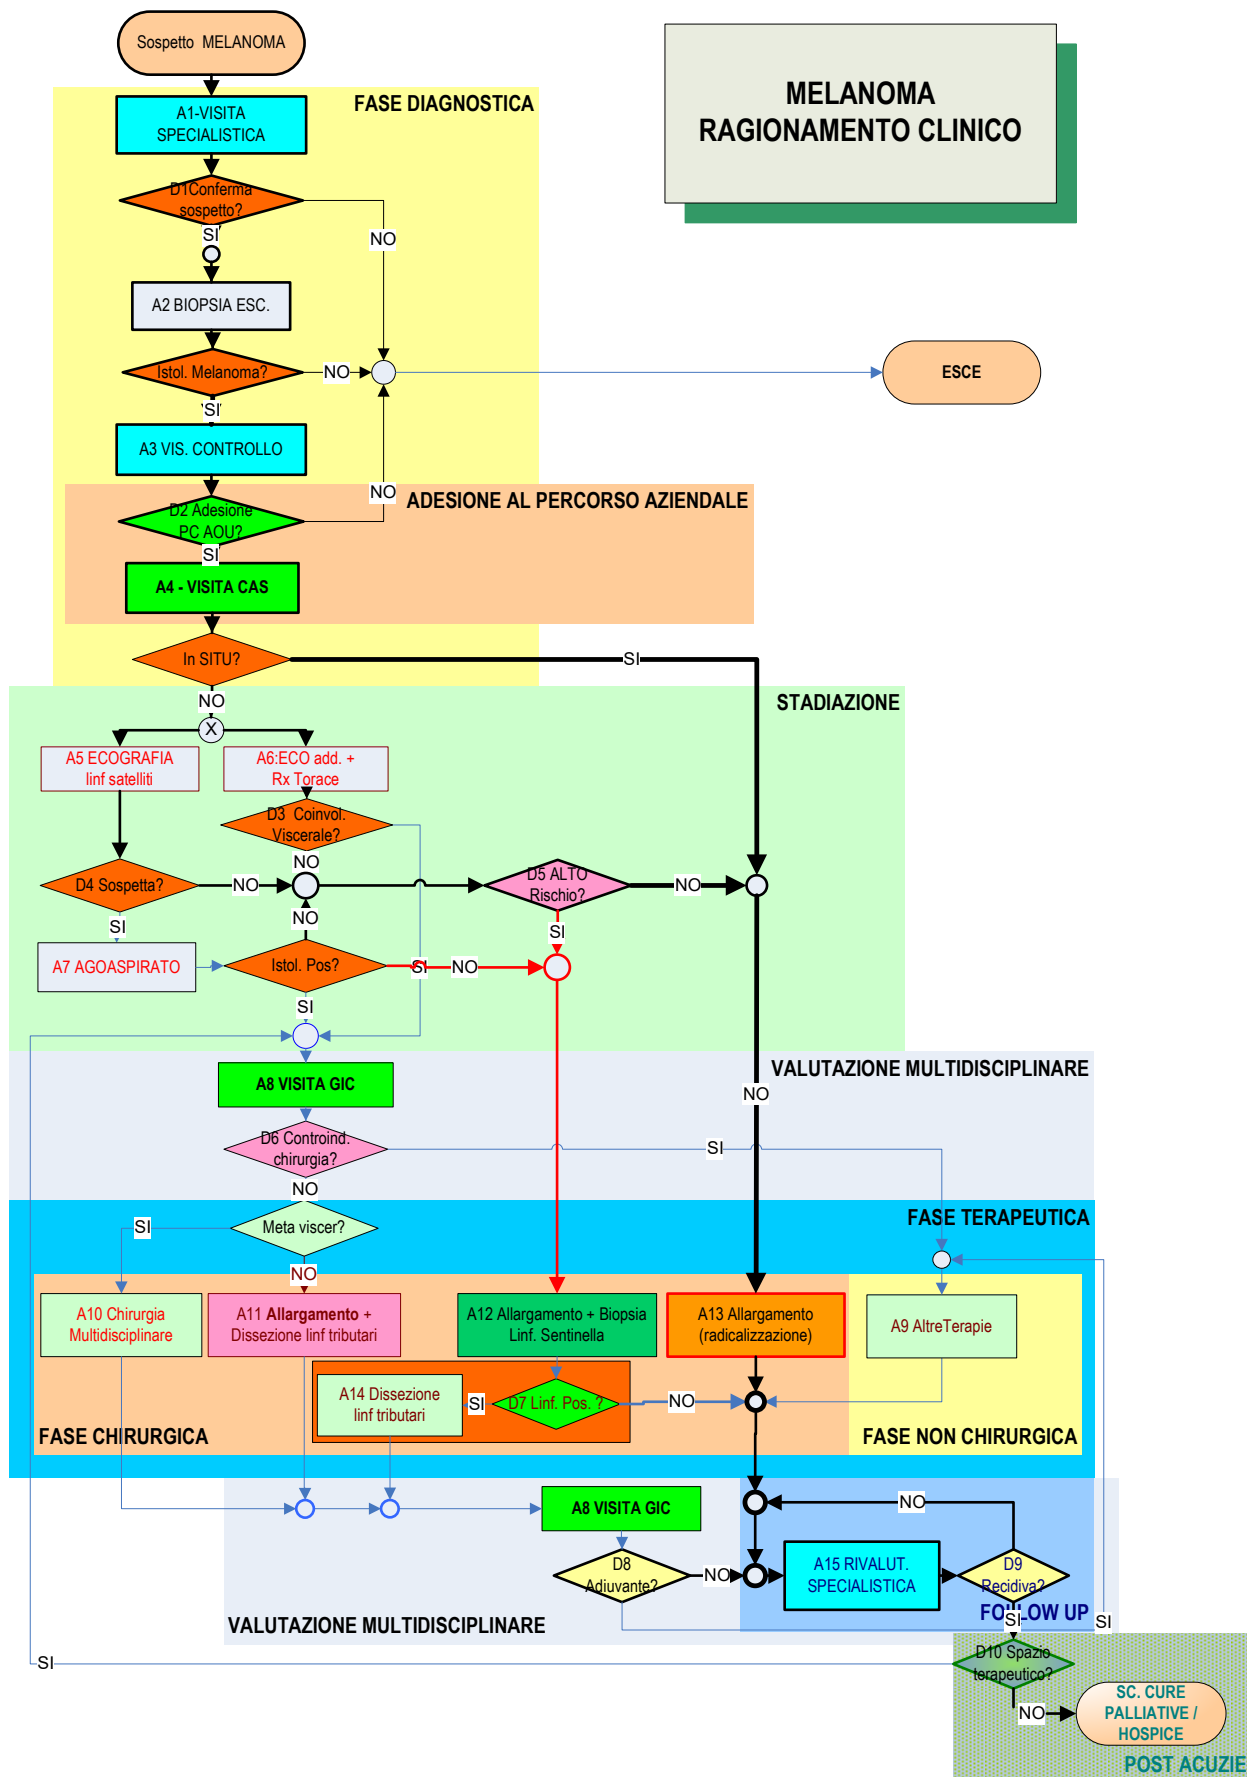 Sospetto MELANOMA
MELANOMA
RAGIONAMENTO CLINICO
FASE DIAGNOSTICA
A1-VISITA
SPECIALISTICA
D1Conferma
sospetto?
SI
NO
A2 BIOPSIA ESC.
Istol. Melanoma?
NO
ESCE
SI
A3 VIS. CONTROLLO
NO
ADESIONE AL PERCORSO AZIENDALE
D2 Adesione
PC AOU?
SI
A4 - VISITA CAS
In SITU?
SI
NO
STADIAZIONE
X
A5 ECOGRAFIA
linf satelliti
A6:ECO add. +
Rx Torace
D3 Coinvol.
Viscerale?
NO
D4 Sospetta?
NO
D5 ALTO
Rischio?
NO
SI
NO
SI
A7 AGOASPIRATO
Istol. Pos?
SI
NO
SI
VALUTAZIONE MULTIDISCIPLINARE
A8 VISITA GIC
NO
D6 Controind.
chirurgia?
SI
NO
FASE TERAPEUTICA
Meta viscer?
SI
NO
A10 Chirurgia
Multidisciplinare
A11 Allargamento +
Dissezione linf tributari
A12 Allargamento + Biopsia
Linf. Sentinella
A13 Allargamento
(radicalizzazione)
A9 AltreTerapie
A14 Dissezione
linf tributari
SI
D7 Linf. Pos. ?
NO
FASE CHIRURGICA
FASE NON CHIRURGICA
A8 VISITA GIC
NO
D8
Adiuvante?
NO
A15 RIVALUT.
SPECIALISTICA
D9
Recidiva?
VALUTAZIONE MULTIDISCIPLINARE
FOLLOW UP
SI
SI
SI
D10 Spazio
terapeutico?
NO
SC. CURE
PALLIATIVE /
HOSPICE
POST ACUZIE